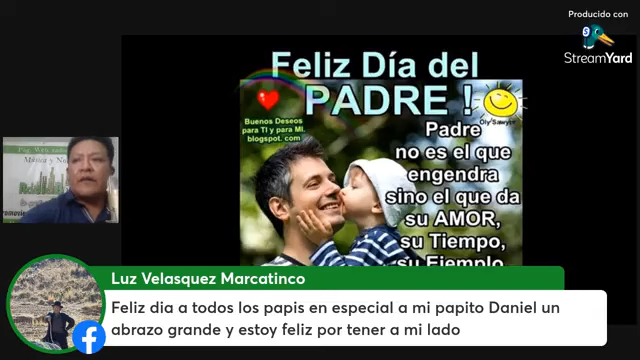 Producido con
StreamYard
Feliz Día del
PADRE !
Oly Sawyer
Buenos Deseos
para TI y para Mi.
blogspot. com
Padre
no es el que
engendra
sino el que da
su AMOR,
su Tiempo,
su Ejemplo
Luz Velasquez Marcatinco
Feliz dia a todos los papis en especial a mi papito Daniel un
abrazo grande y estoy feliz por tener a mi lado